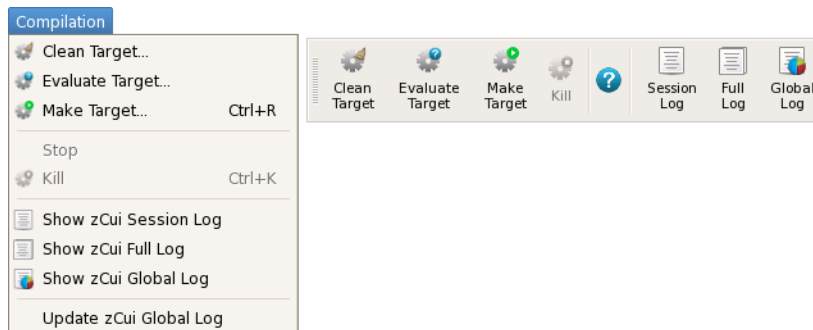 Compilation
Clean Target...
Evaluate Target...
Make Target... Ctrl+R
Stop
Kill Ctrl+K
Show zCui Session Log
Show zCui Full Log
Show zCui Global Log
Update zCui Global Log
Clean Evaluate Make Kill ? Session Full Global
Target Target Target Log Log Log